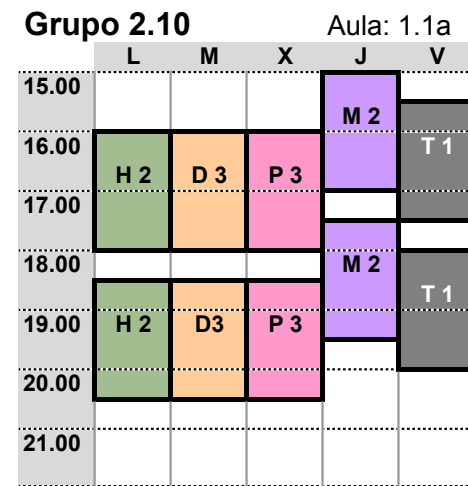 Grupo 2.10 Aula: 1.1a
L M X J V
15.00
M 2
16.00 T 1
H 2 D 3 P 3
17.00
18.00 M 2
T 1
19.00 H 2 D3 P 3
20.00
21.00